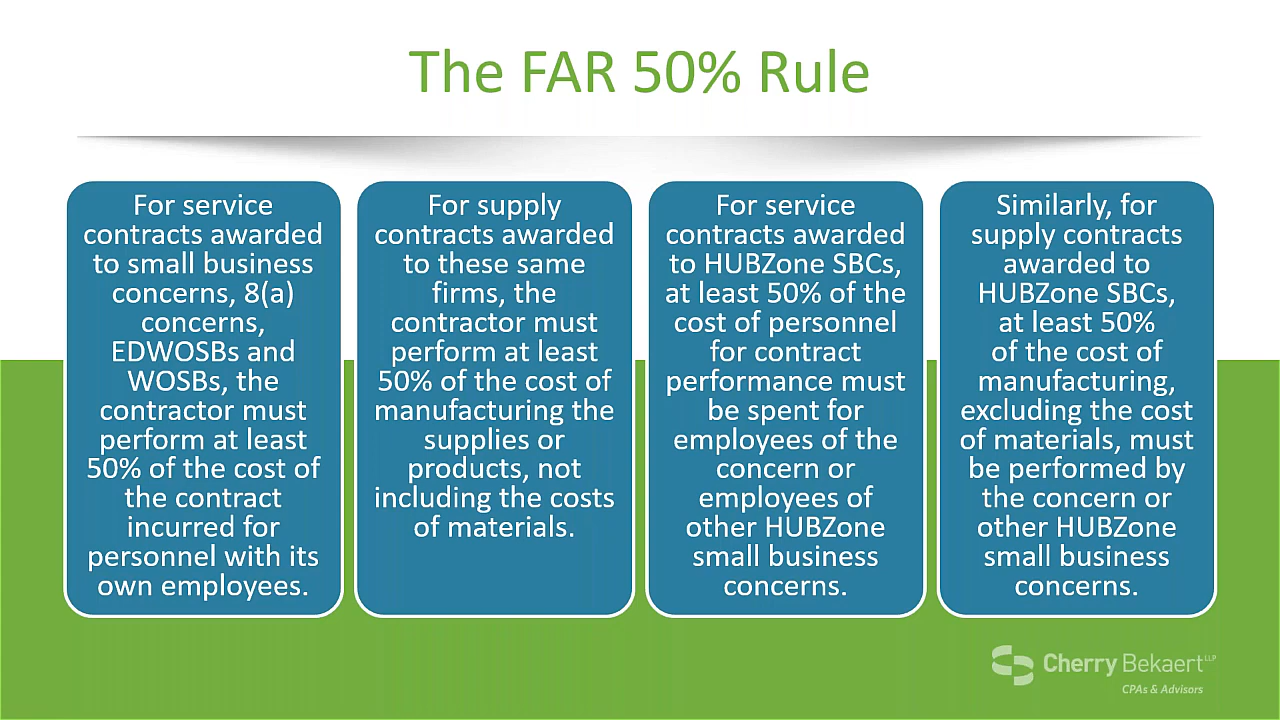 The FAR 50% Rule
For service
contracts awarded
to small business
concerns, 8(a)
concerns,
EDWOSBs and
WOSBs, the
contractor must
perform at least
50% of the cost of
the contract
incurred for
personnel with its
own employees.
For supply
contracts awarded
to these same
firms, the
contractor must
perform at least
50% of the cost of
manufacturing the
supplies or
products, not
including the costs
of materials.
For service
contracts awarded
to HUBZone SBCs,
at least 50% of the
cost of personnel
for contract
performance must
be spent for
employees of the
concern or
employees of
other HUBZone
small business
concerns.
Similarly, for
supply contracts
awarded to
HUBZone SBCs,
at least 50%
of the cost of
manufacturing,
excluding the cost
of materials, must
be performed by
the concern or
other HUBZone
small business
concerns.
Cherry Bekaert LLP
CPAs & Advisors